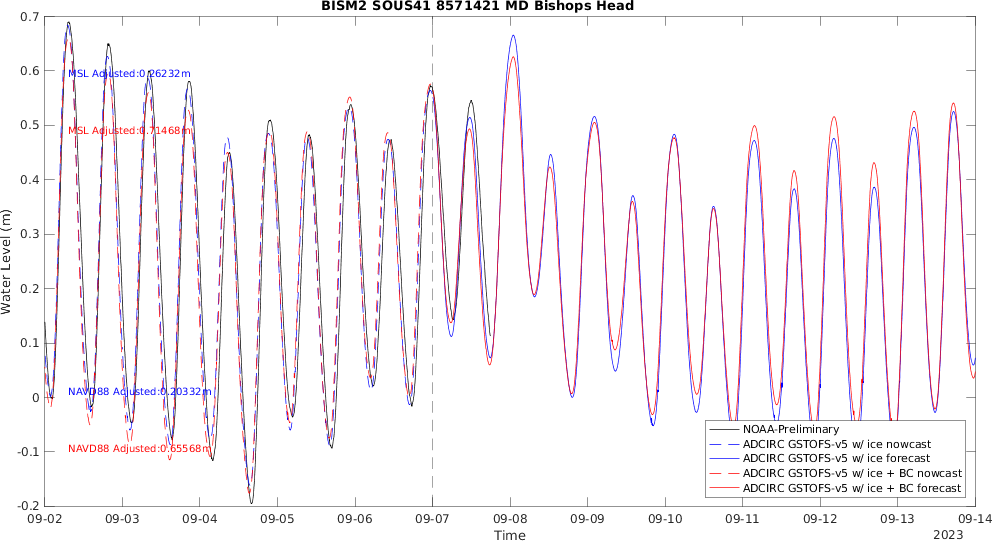 BISM2 SOUS41 8571421 MD Bishops Head
0.7
0.6
0.5
0.4
0.3
0.2
0.1
0
-0.1
-0.2
Water Level (m)
MSL Adjusted:0.26232m
MSL Adjusted:0.71468m
NAVD88 Adjusted:0.20332m
NAVD88 Adjusted:0.65568m
NOAA-Preliminary
ADCIRC GSTOFS-v5 w/ ice nowcast
ADCIRC GSTOFS-v5 w/ ice forecast
ADCIRC GSTOFS-v5 w/ ice + BC nowcast
ADCIRC GSTOFS-v5 w/ ice + BC forecast
09-02 09-03 09-04 09-05 09-06 09-07 09-08 09-09 09-10 09-11 09-12 09-13 09-14
Time
2023